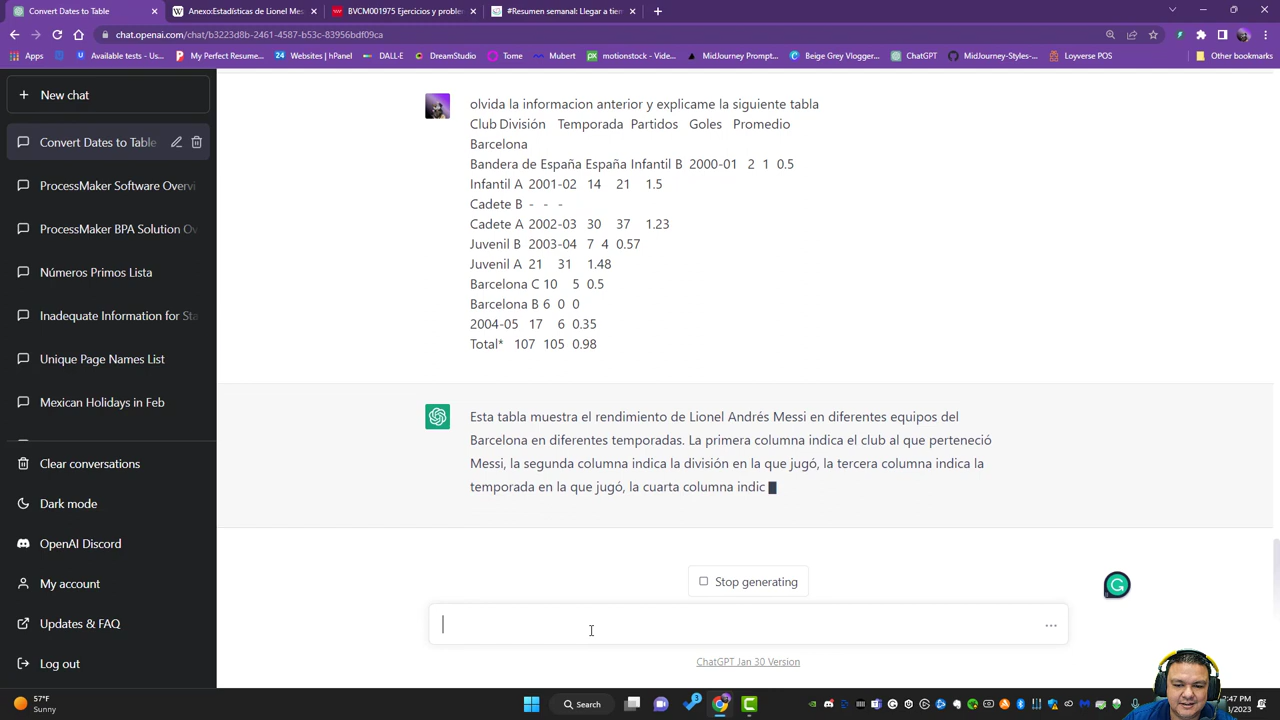 Convert Dates to Table
Anexo:Estadísticas de Lionel Mes
BVCM001975 Ejercicios y proble
#Resumen semanal: Llegar a tien
chat.openai.com/chat/b3223d8b-2461-4587-b53c-83956bdf09ca
Apps
Available tests - Us...
My Perfect Resume...
Websites | hPanel
DALL-E
DreamStudio
Tome
Mubert
motionstock - Vide...
MidJourney Prompt...
Beige Grey Vlogger...
ChatGPT
MidJourney-Styles-...
Loyverse POS
Other bookmarks
New chat
Convert Dates to Table
ProcessMaker Software Overvi
ProcessMaker BPA Solution Ov
Números Primos Lista
Inadequate Information for Sta
Unique Page Names List
Mexican Holidays in Feb
Clear conversations
Dark mode
OpenAI Discord
My account
Updates & FAQ
Log out
olvida la informacion anterior y explicame la siguiente tabla
Club División Temporada Partidos Goles Promedio
Barcelona
Bandera de España España Infantil B 2000-01 2 1 0.5
Infantil A 2001-02 14 21 1.5
Cadete B - - -
Cadete A 2002-03 30 37 1.23
Juvenil B 2003-04 7 4 0.57
Juvenil A 21 31 1.48
Barcelona C 10 5 0.5
Barcelona B 6 0 0
2004-05 17 6 0.35
Total* 107 105 0.98
Esta tabla muestra el rendimiento de Lionel Andrés Messi en diferentes equipos del
Barcelona en diferentes temporadas. La primera columna indica el club al que perteneció
Messi, la segunda columna indica la división en la que jugó, la tercera columna indica la
temporada en la que jugó, la cuarta columna indic
Stop generating
ChatGPT Jan 30 Version
57°F
Sunny
Search